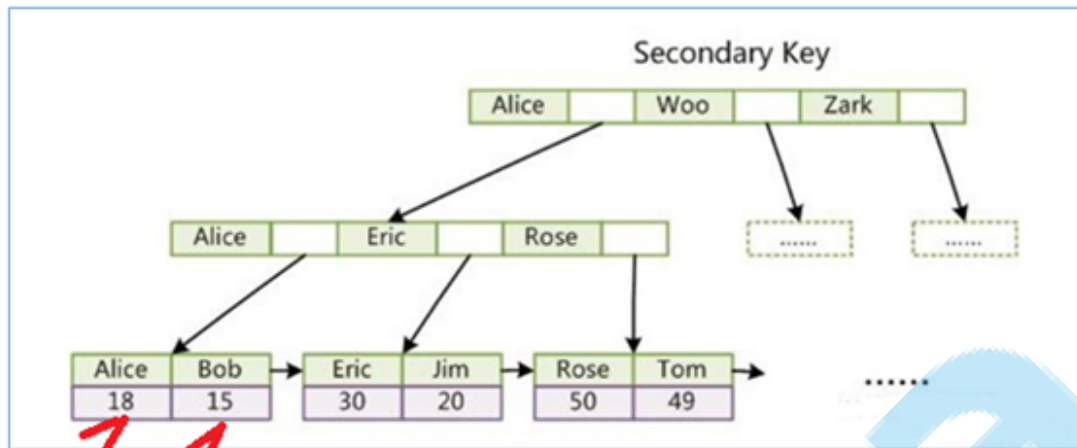 Secondary Key
Alice Woo Zark
Alice Eric Rose
...... ......
Alice Bob Eric Jim Rose Tom
18 15 30 20 50 49
......